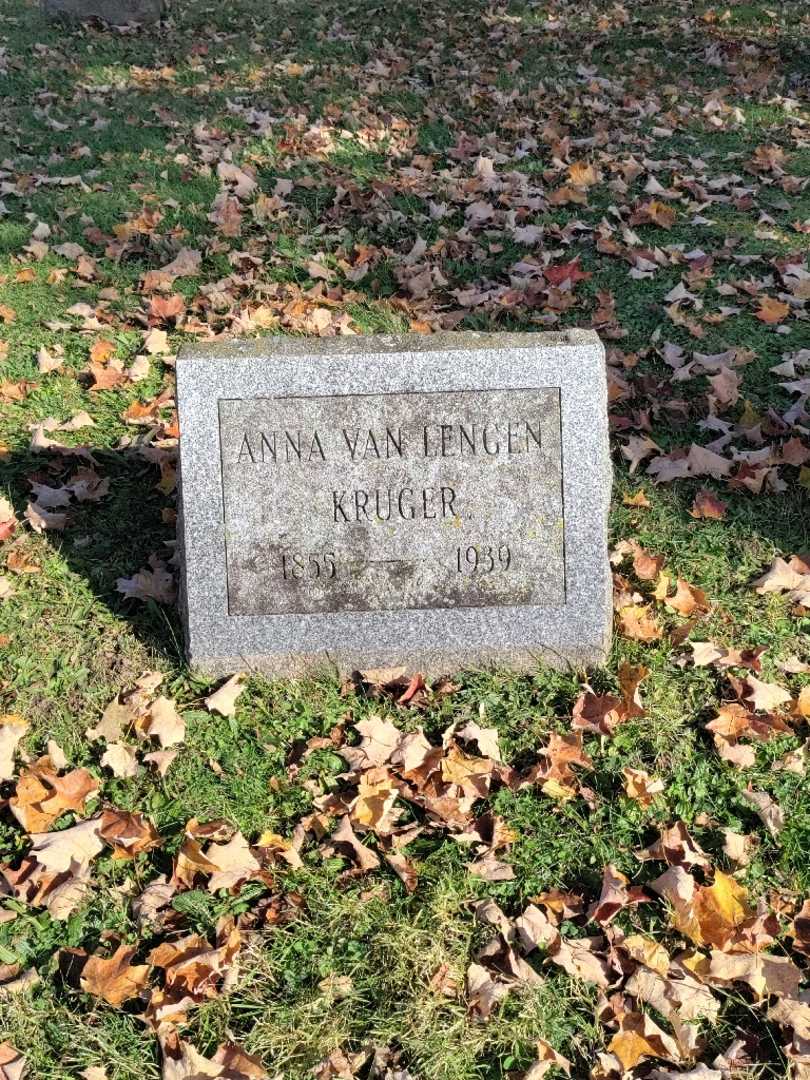 ANNA VAN LENGEN
KRUGER
1855 — 1939